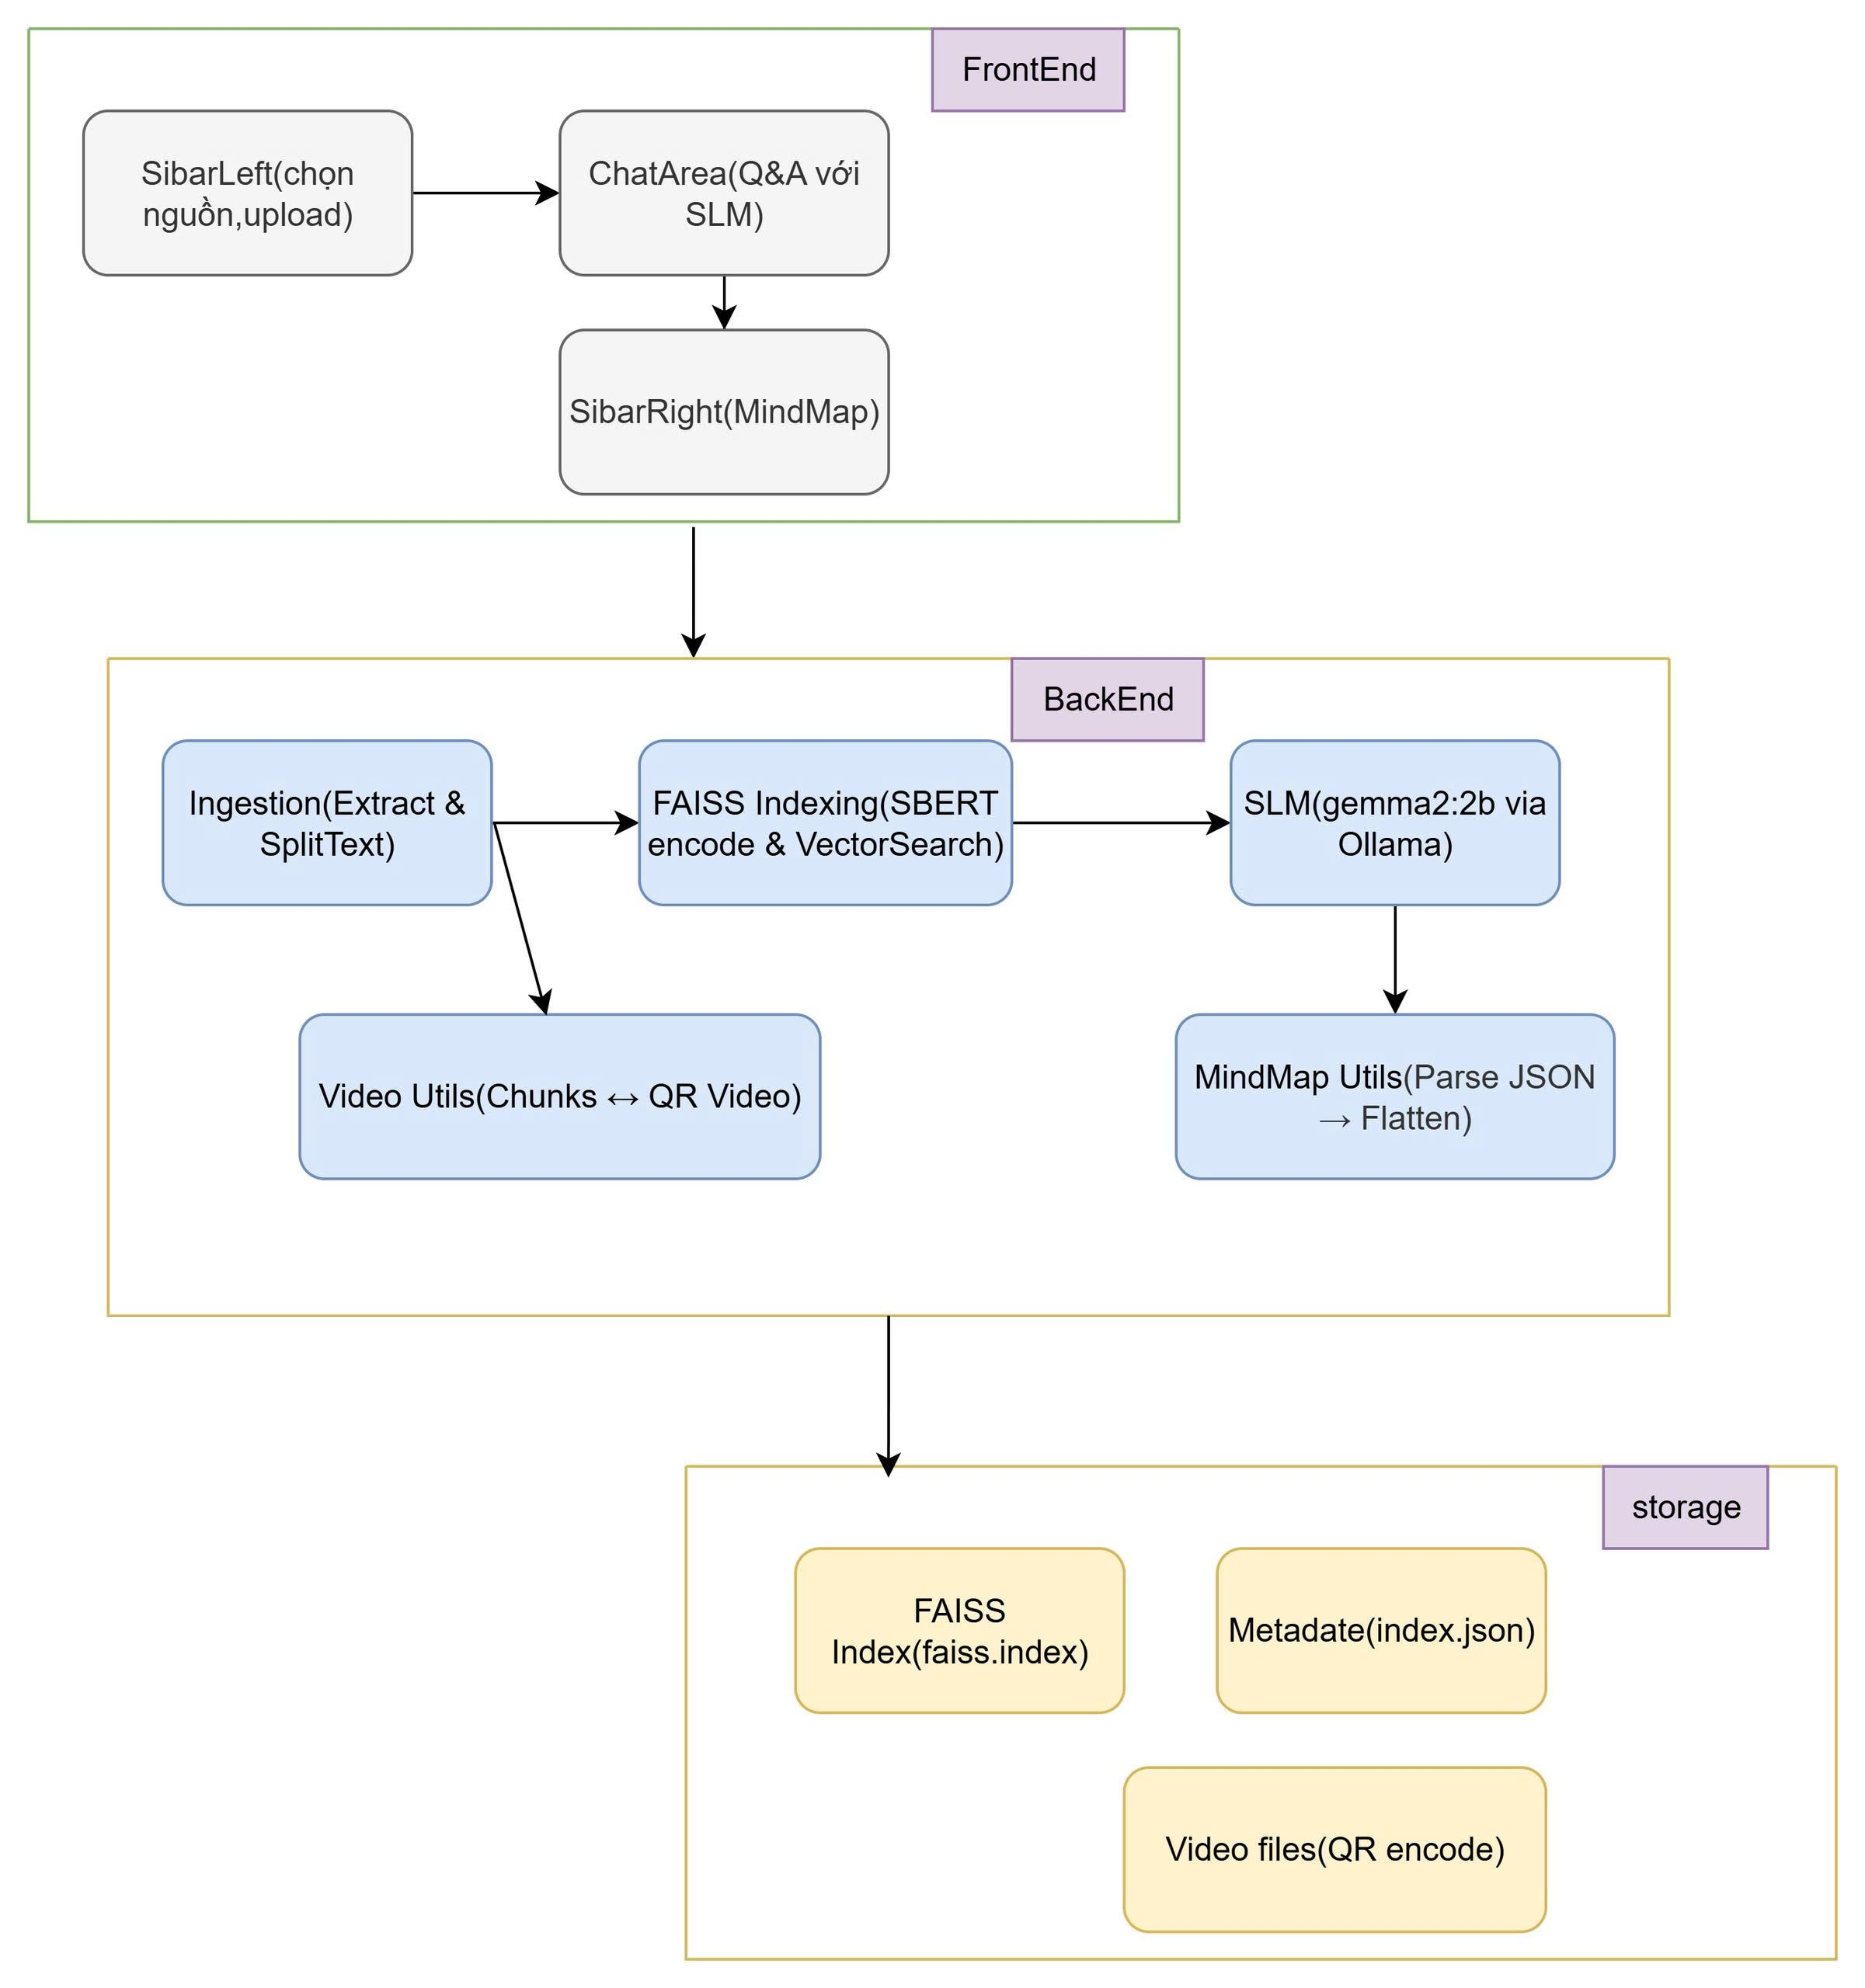 FrontEnd
SibarLeft(chọn
nguồn,upload)
ChatArea(Q&A với
SLM)
SibarRight(MindMap)
BackEnd
Ingestion(Extract &
SplitText)
FAISS Indexing(SBERT
encode & VectorSearch)
SLM(gemma2:2b via
Ollama)
Video Utils(Chunks ↔ QR Video)
MindMap Utils(Parse JSON
→ Flatten)
storage
FAISS
Index(faiss.index)
Metadate(index.json)
Video files(QR encode)